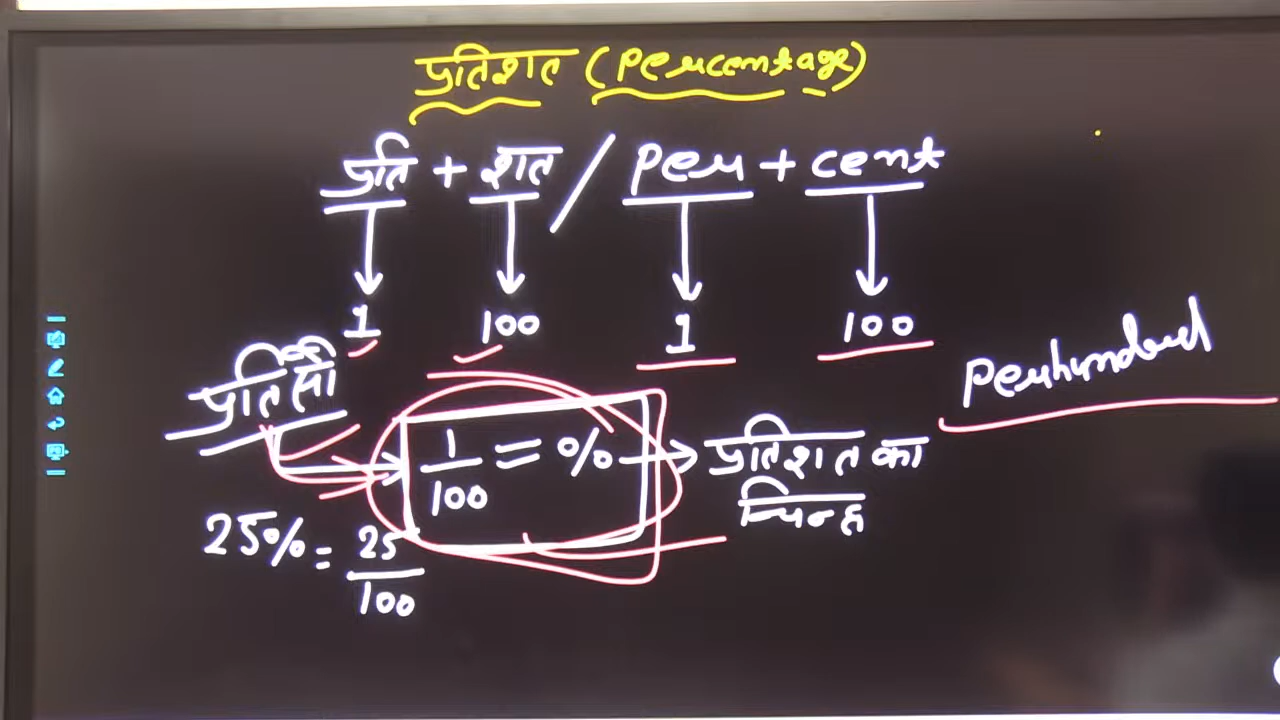 प्रतिशत (Percentage)
प्रति + शत / Per + cent
1 100 1 100
प्रति सौ
Perhundred
1/100 = % → प्रतिशत का
चिन्ह
25% = 25/100